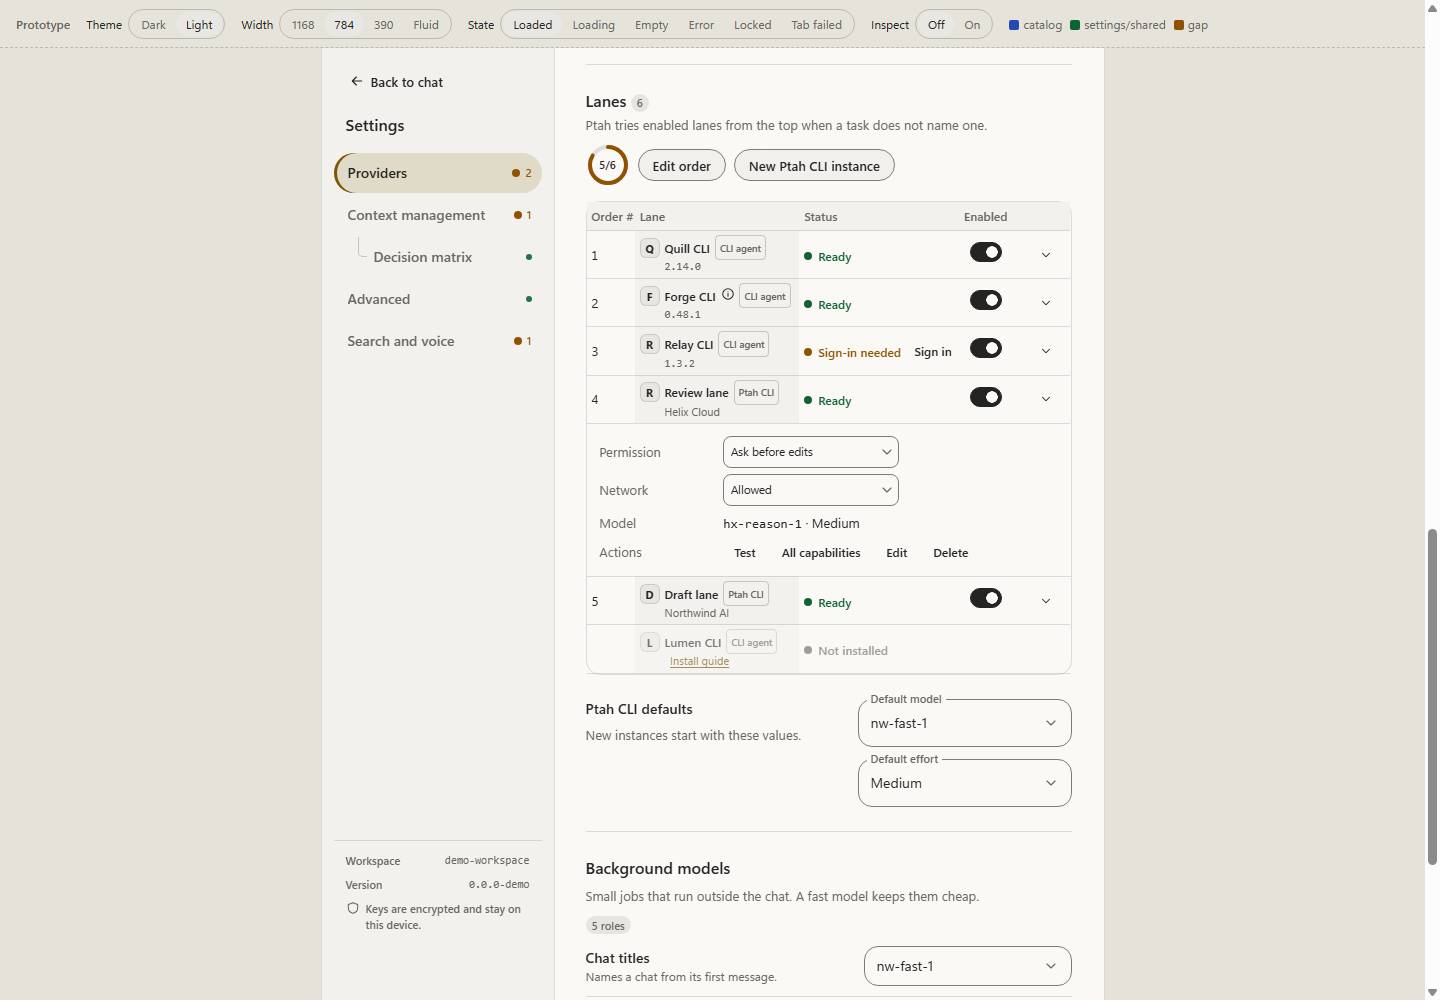 Prototype Theme Dark Light Width 1168 784 390 Fluid State Loaded Loading Empty Error Locked Tab failed Inspect Off On catalog settings/shared gap
Back to chat
Settings
Providers 2
Context management 1
Decision matrix
Advanced
Search and voice 1
Workspace demo-workspace
Version 0.0.0-demo
Keys are encrypted and stay on
this device.
Lanes 6
Ptah tries enabled lanes from the top when a task does not name one.
5/6 Edit order New Ptah CLI instance
Order # Lane Status Enabled
1 Q Quill CLI CLI agent Ready
2.14.0
2 F Forge CLI CLI agent Ready
0.48.1
3 R Relay CLI CLI agent Sign-in needed Sign in
1.3.2
4 R Review lane Ptah CLI Ready
Helix Cloud
Permission Ask before edits
Network Allowed
Model hx-reason-1 · Medium
Actions Test All capabilities Edit Delete
5 D Draft lane Ptah CLI Ready
Northwind AI
L Lumen CLI CLI agent Not installed
Install guide
Ptah CLI defaults
New instances start with these values.
Default model
nw-fast-1
Default effort
Medium
Background models
Small jobs that run outside the chat. A fast model keeps them cheap.
5 roles
Chat titles
Names a chat from its first message.
nw-fast-1